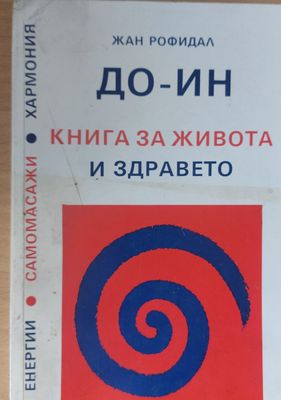 ЖАН РОФИДАЛ
ДО-ИН
КНИГА ЗА ЖИВОТА
И ЗДРАВЕТО
ЕНЕРГИИ • САМОМАСАЖИ • ХАРМОНИЯ